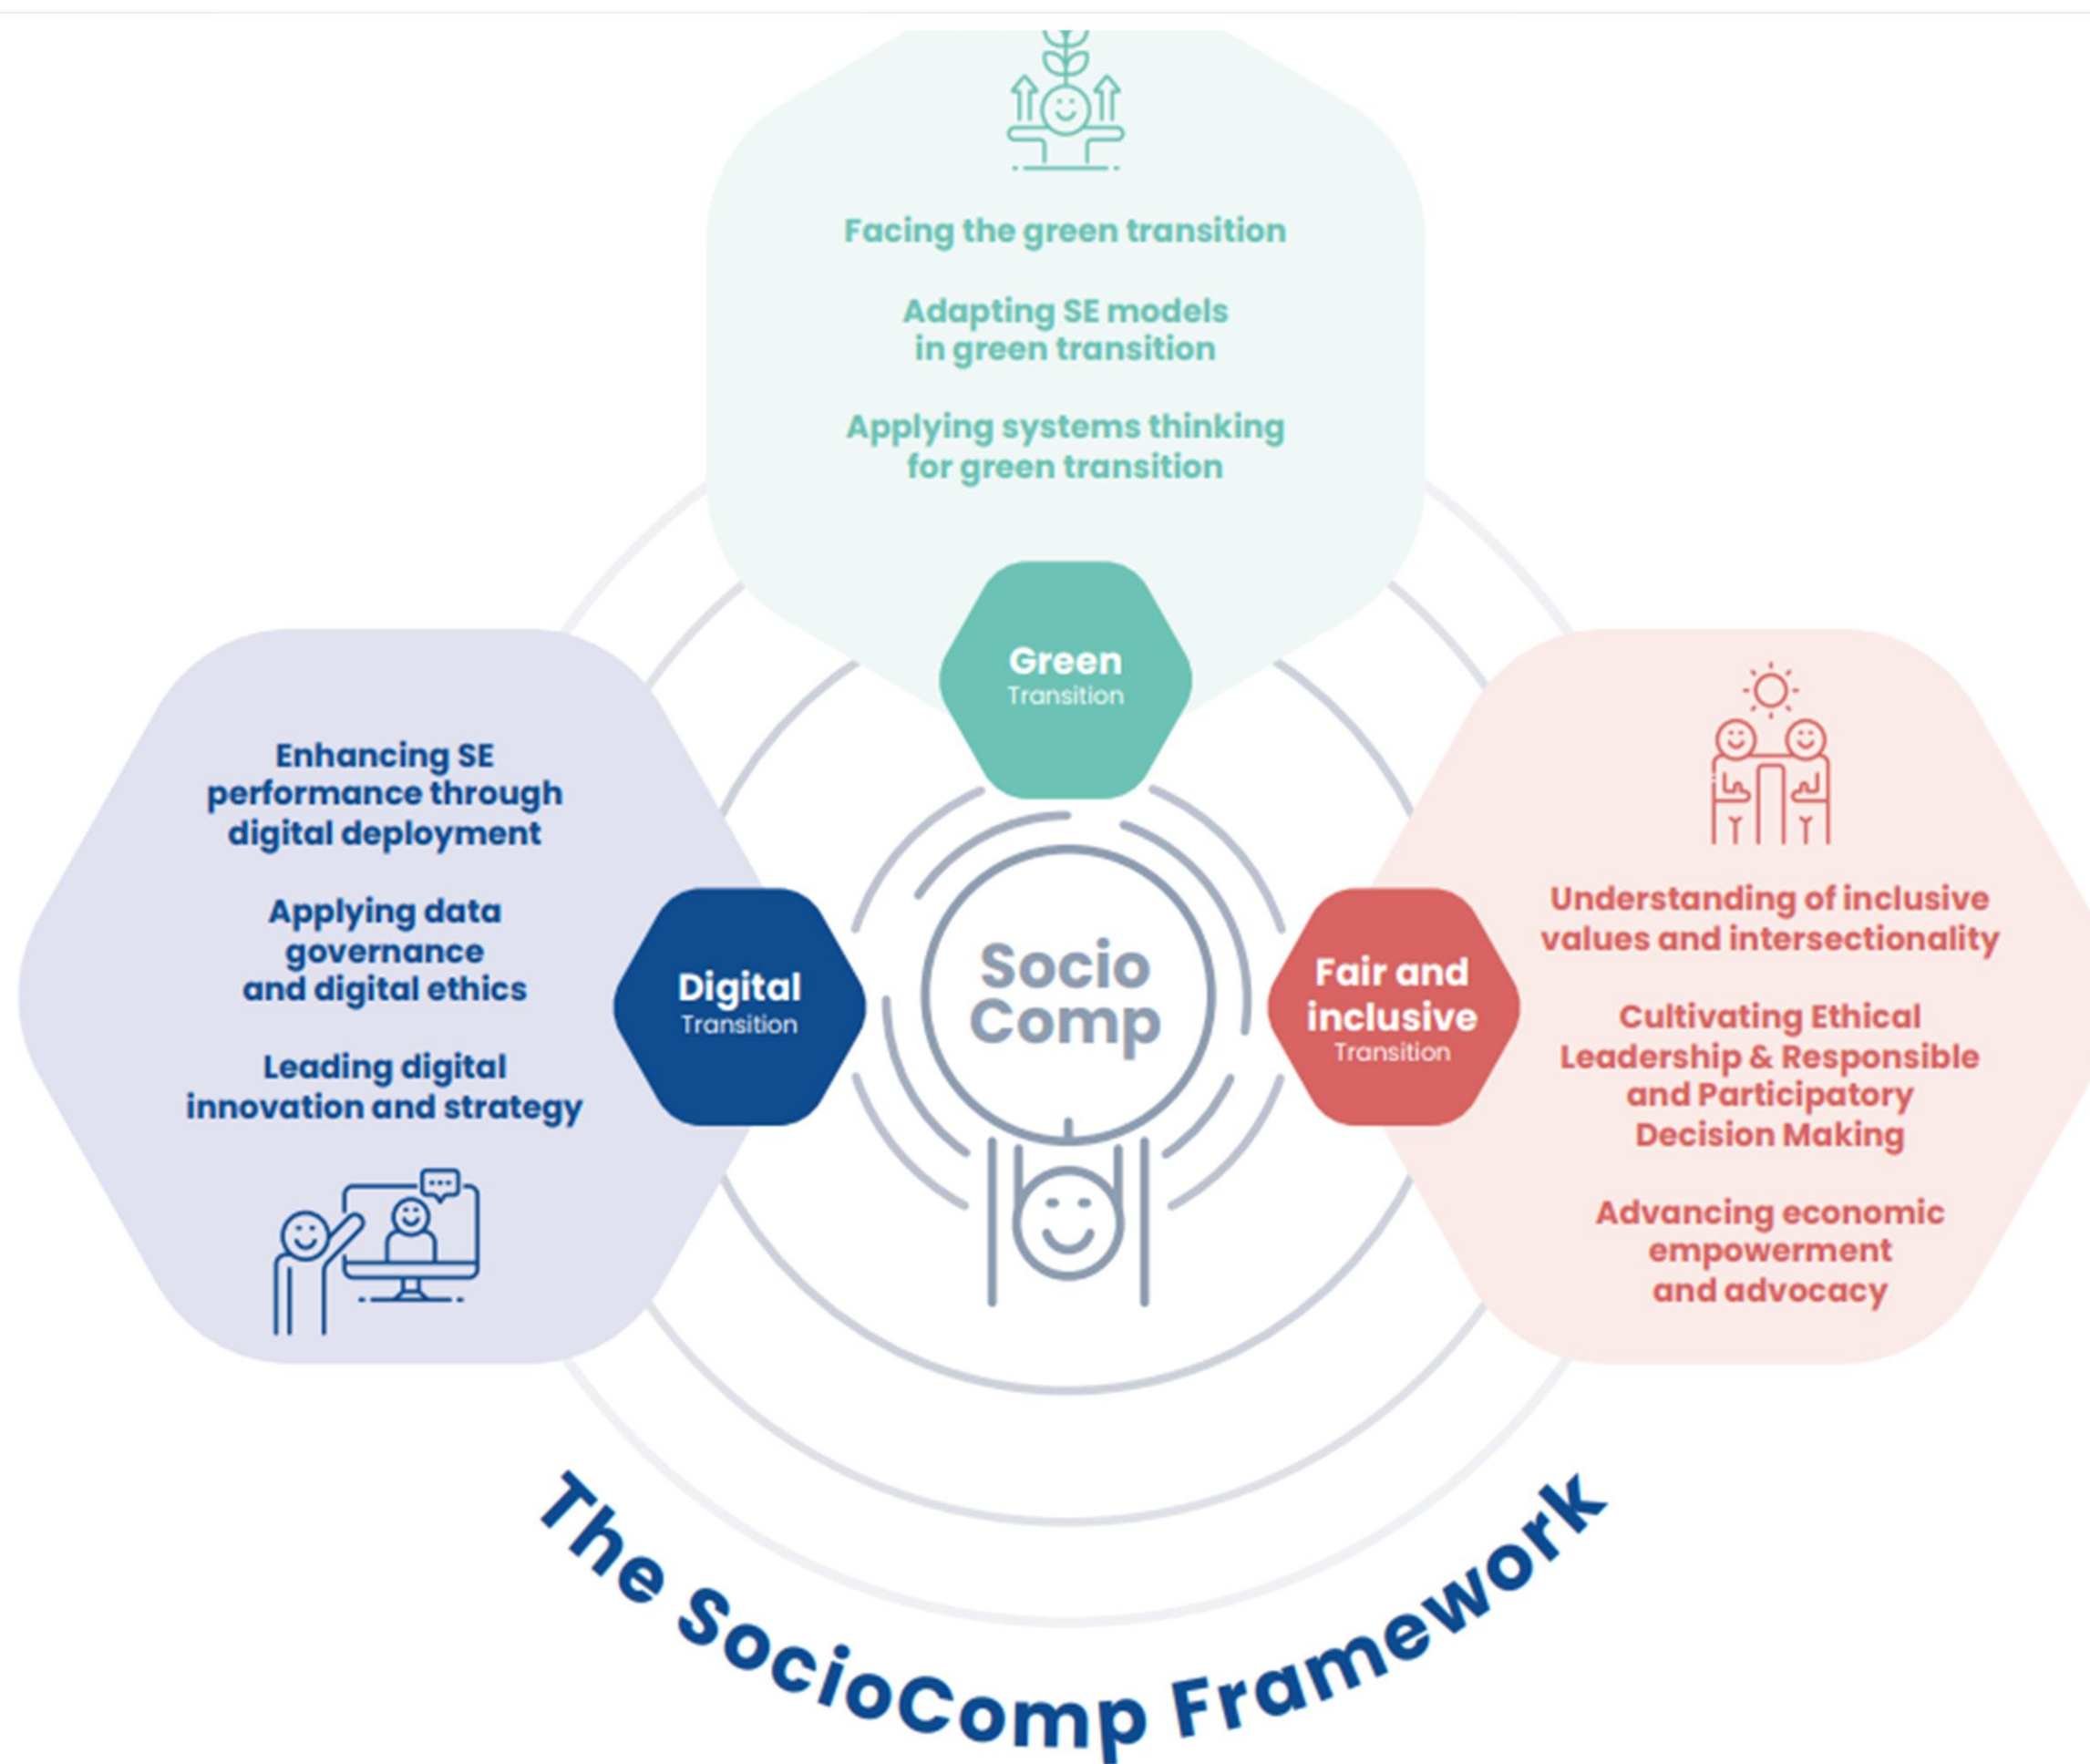 Facing the green transition
Adapting SE models
in green transition
Applying systems thinking
for green transition
Green
Transition
Enhancing SE
performance through
digital deployment
Applying data
governance
and digital ethics
Leading digital
innovation and strategy
Digital
Transition
Socio
Comp
Fair and
inclusive
Transition
Understanding of inclusive
values and intersectionality
Cultivating Ethical
Leadership & Responsible
and Participatory
Decision Making
Advancing economic
empowerment
and advocacy
The SocioComp Framework